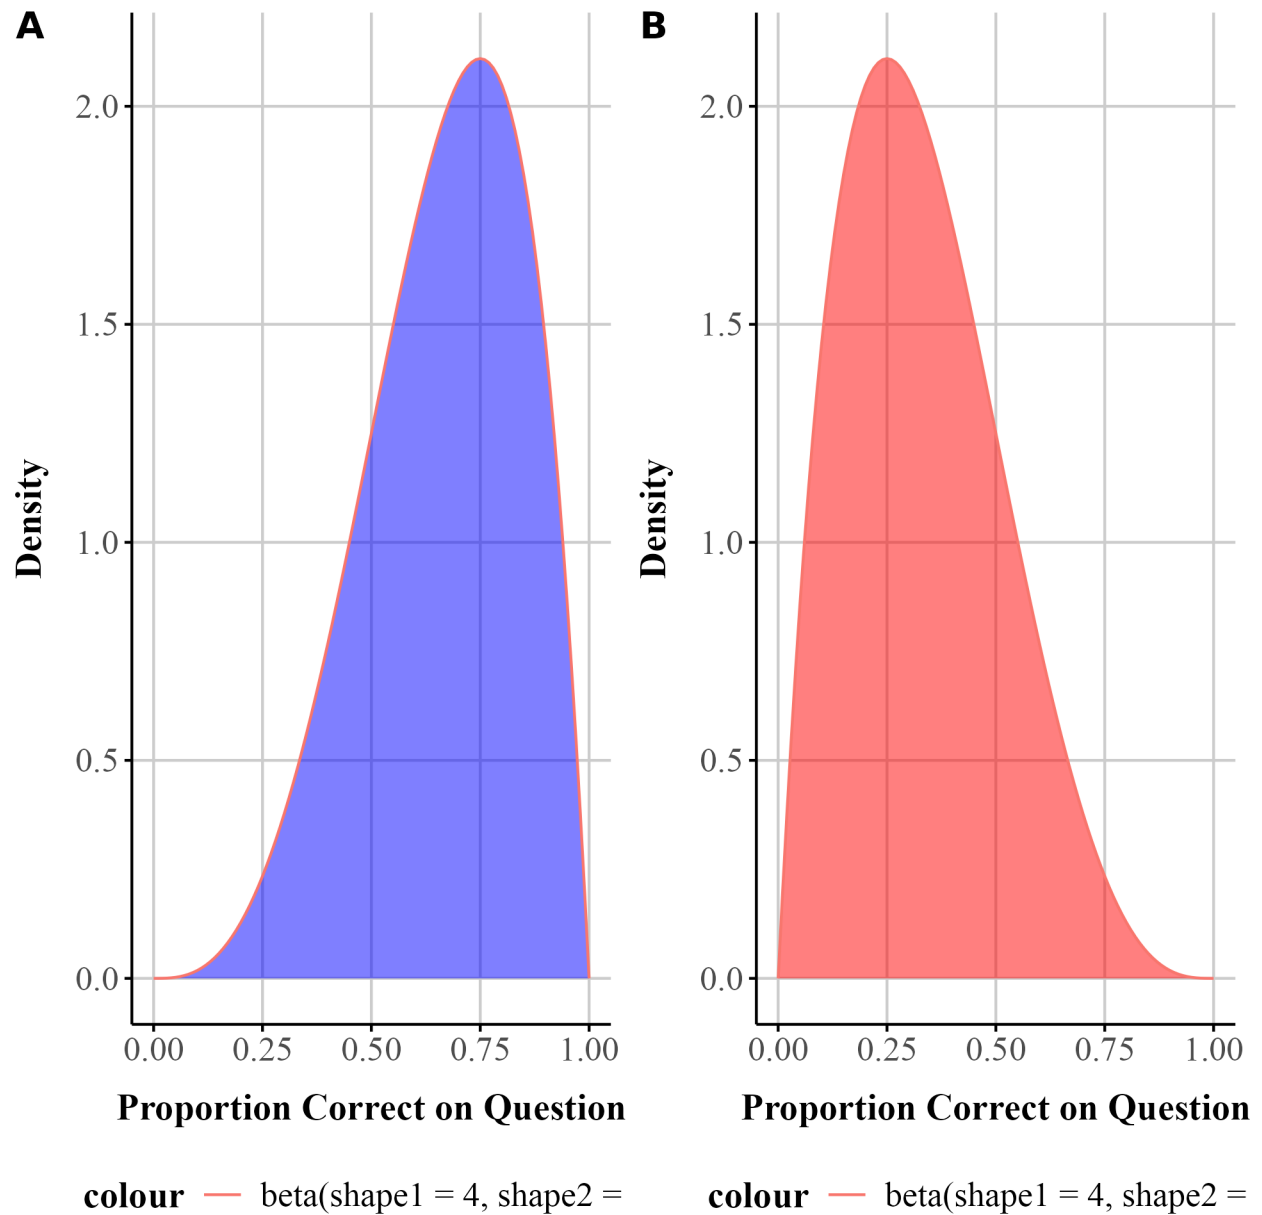 A
B
2.0
1.5
1.0
0.5
0.0
Density
0.00 0.25 0.50 0.75 1.00
Proportion Correct on Question
colour beta(shape1 = 4, shape2 =
2.0
1.5
1.0
0.5
0.0
Density
0.00 0.25 0.50 0.75 1.00
Proportion Correct on Question
colour beta(shape1 = 4, shape2 =